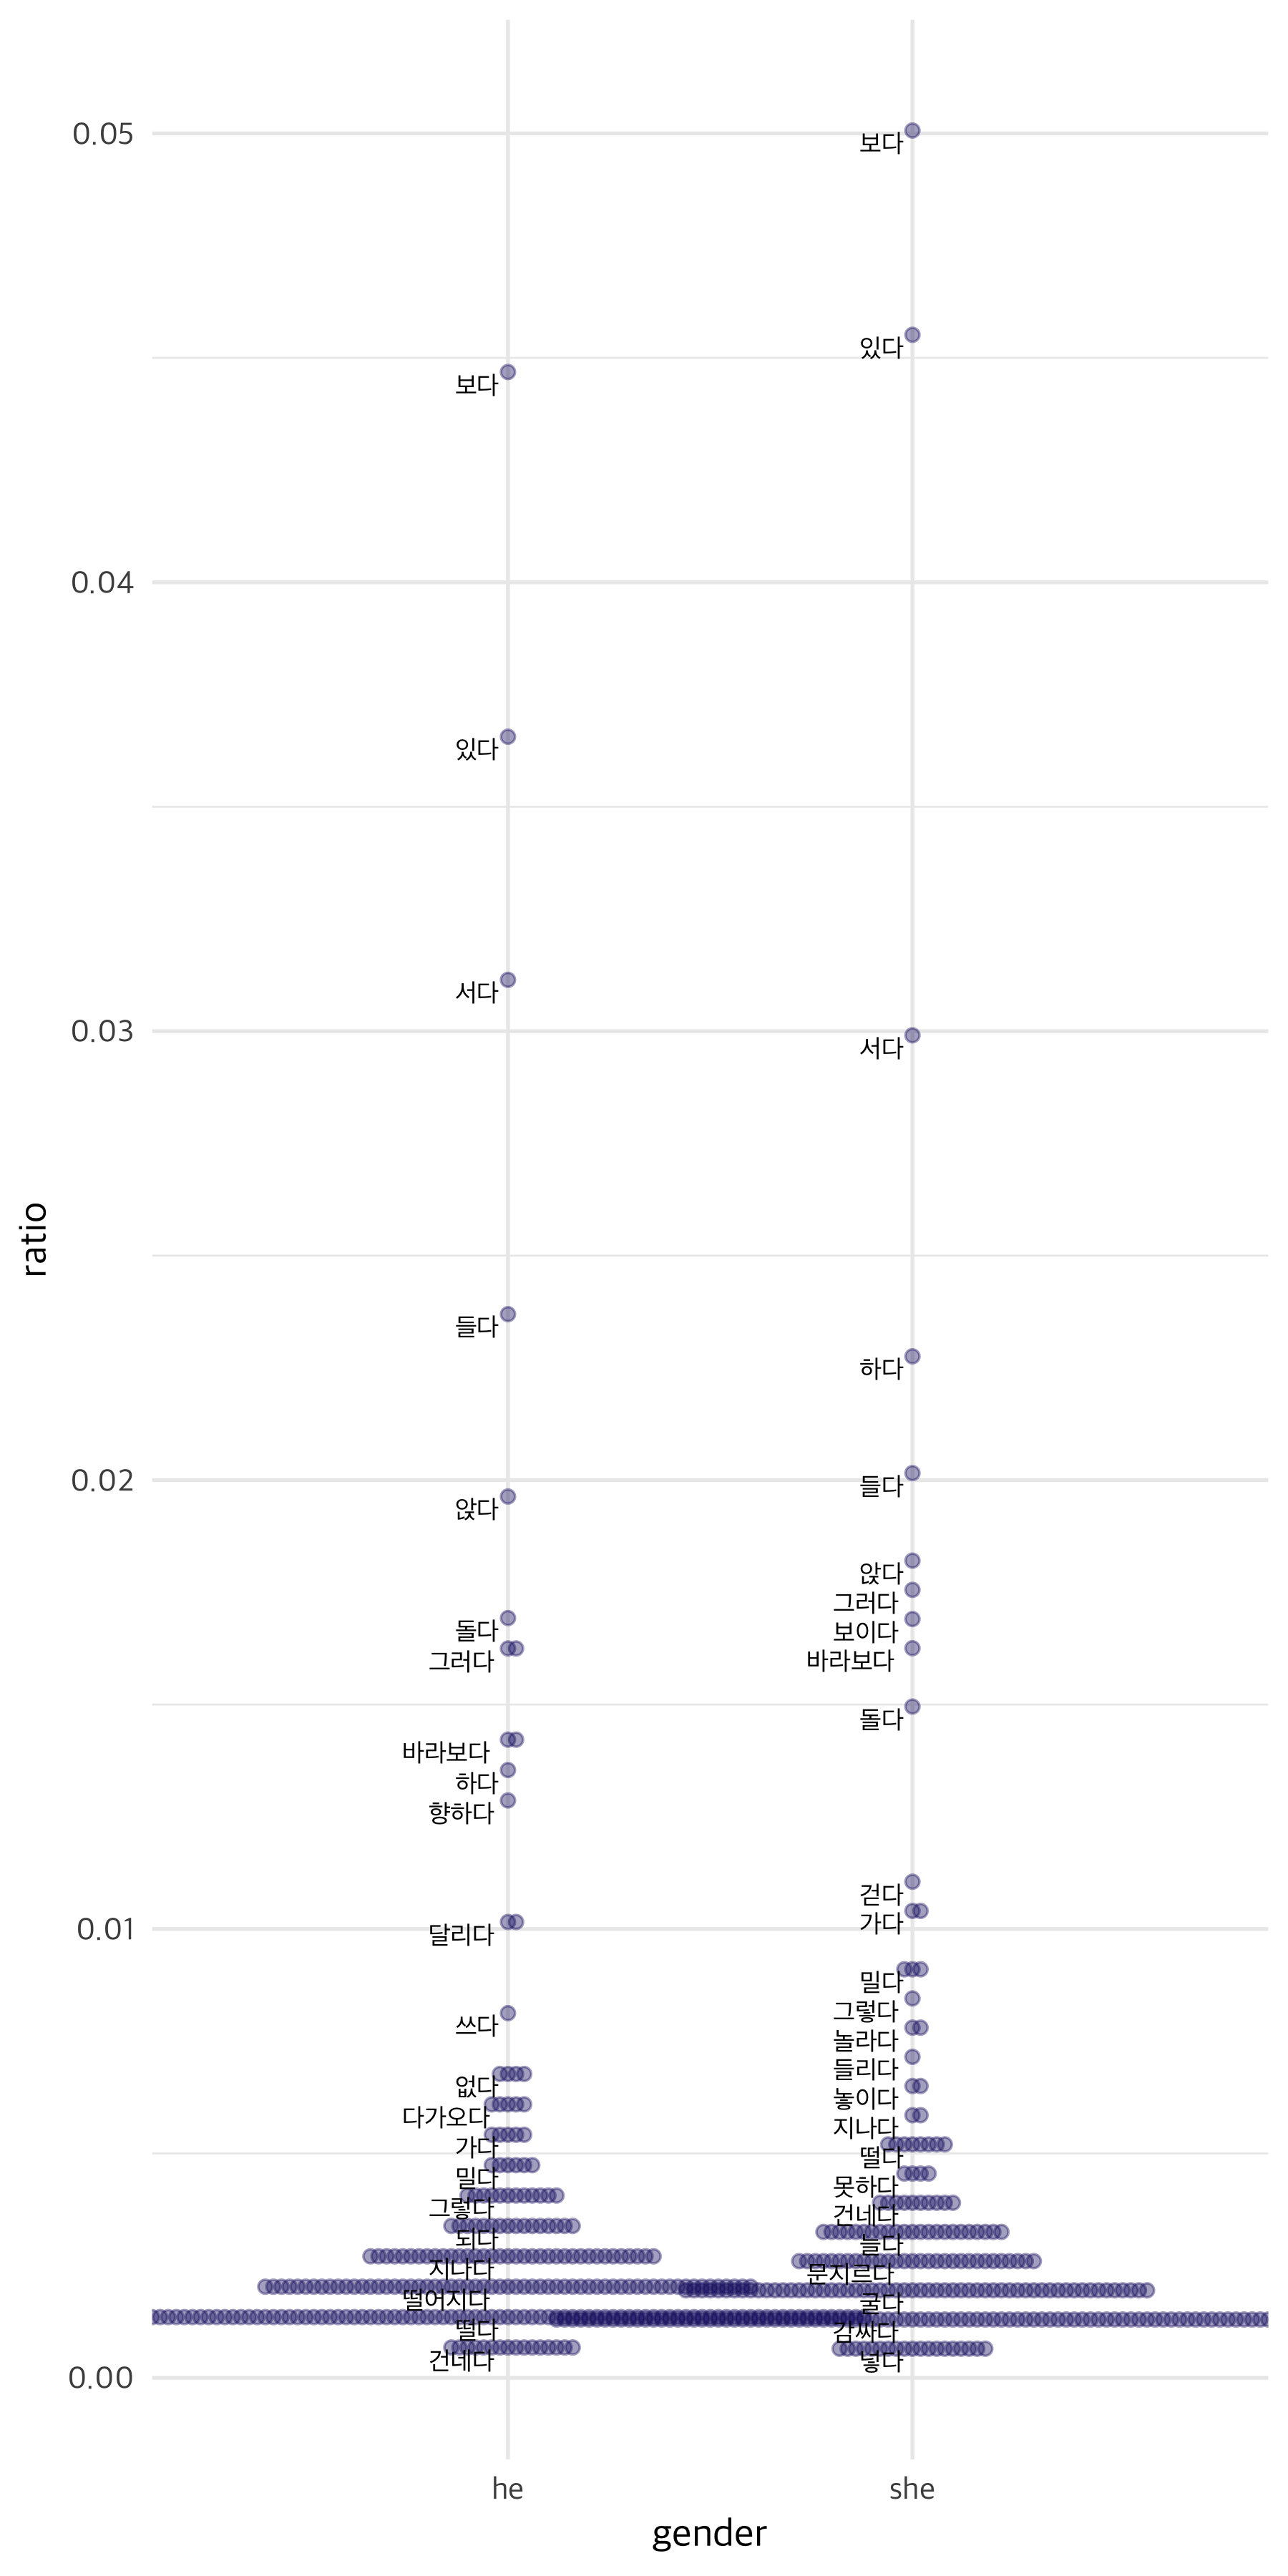 0.05
보다
있다
보다
0.04
있다
서다
0.03
서다
들다
하다
0.02
들다
앉다
앉다
그러다
돌다
보이다
그러다
바라보다
돌다
바라보다
하다
향하다
걷다
0.01
가다
달리다
밀다
그렇다
쓰다
놀라다
들리다
없다
놓이다
다가오다
지나다
가다
떨다
밀다
못하다
그렇다
건네다
되다
늘다
지나다
문지르다
떨어지다
굴다
떨다
감싸다
건네다
넣다
0.00
he she
gender
ratio